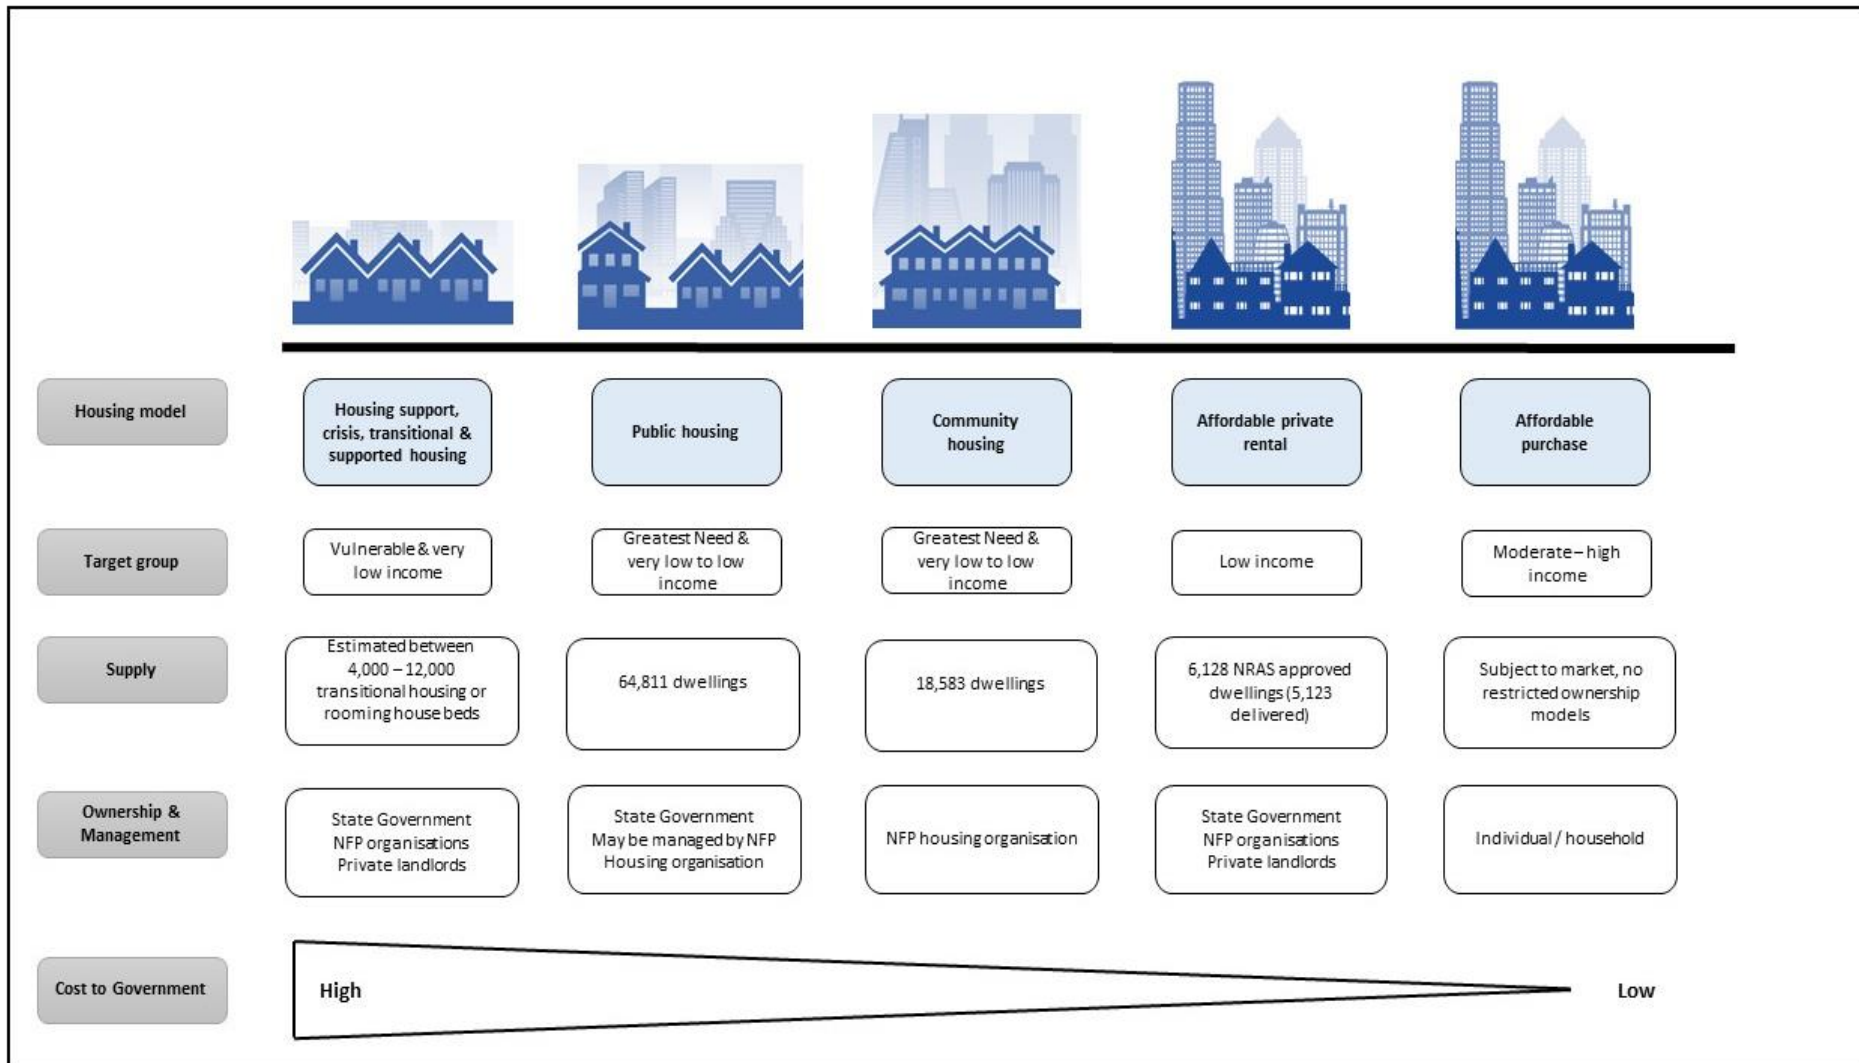 Housing model
Housing support,
crisis, transitional &
supported housing
Public housing
Community
housing
Affordable private
rental
Affordable
purchase
Target group
Vulnerable & very
low income
Greatest Need &
very low to low
income
Greatest Need &
very low to low
income
Low income
Moderate – high
income
Supply
Estimated between
4,000 – 12,000
transitional housing or
rooming house beds
64,811 dwellings
18,583 dwellings
6,128 NRAS approved
dwellings (5,123
delivered)
Subject to market, no
restricted ownership
models
Ownership &
Management
State Government
NFP organisations
Private landlords
State Government
May be managed by NFP
Housing organisation
NFP housing organisation
State Government
NFP organisations
Private landlords
Individual / household
Cost to Government
High
Low